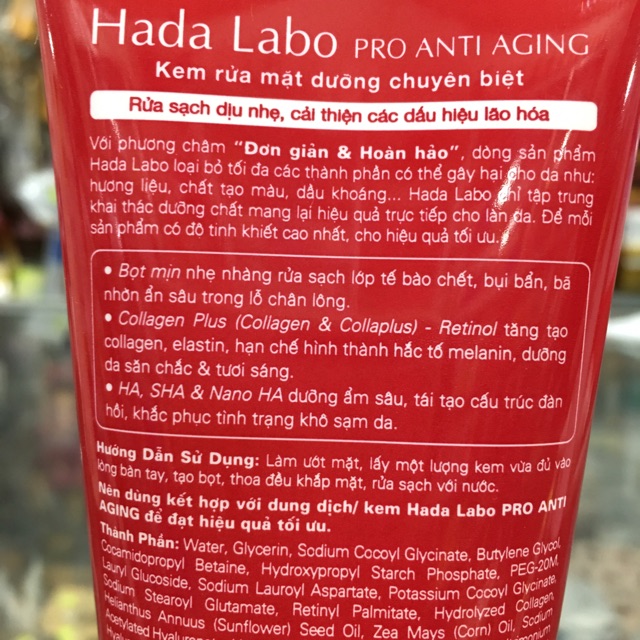 Hada Labo PRO ANTI AGING
Kem rửa mặt dưỡng chuyên biệt
Rửa sạch dịu nhẹ, cải thiện các dấu hiệu lão hóa
Với phương châm "Đơn giản & Hoàn hảo", dòng sản phẩm
Hada Labo loại bỏ tối đa các thành phần có thể gây hại cho da như:
hương liệu, chất tạo màu, dầu khoáng... Hada Labo chỉ tập trung
khai thác dưỡng chất mang lại hiệu quả trực tiếp cho làn da. Để mỗi
sản phẩm có độ tinh khiết cao nhất, cho hiệu quả tối ưu.
• Bọt mịn nhẹ nhàng rửa sạch lớp tế bào chết, bụi bẩn, bã
nhờn ẩn sâu trong lỗ chân lông.
• Collagen Plus (Collagen & Collaplus) - Retinol tăng tạo
collagen, elastin, hạn chế hình thành hắc tố melanin, dưỡng
da săn chắc & tươi sáng.
• HA, SHA & Nano HA dưỡng ẩm sâu, tái tạo cấu trúc đàn
hồi, khắc phục tình trạng khô sạm da.
Hướng Dẫn Sử Dụng: Làm ướt mặt, lấy một lượng kem vừa đủ vào
lòng bàn tay, tạo bọt, thoa đều khắp mặt, rửa sạch với nước.
Nên dùng kết hợp với dung dịch/ kem Hada Labo PRO ANTI
AGING để đạt hiệu quả tối ưu.
Thành Phần: Water, Glycerin, Sodium Cocoyl Glycinate, Butylene Glycol,
Cocamidopropyl Betaine, Hydroxypropyl Starch Phosphate, PEG-20M,
Lauryl Glucoside, Sodium Lauroyl Aspartate, Potassium Cocoyl Glycinate,
Sodium Stearoyl Glutamate, Retinyl Palmitate, Hydrolyzed Collagen,
Helianthus Annuus (Sunflower) Seed Oil, Zea Mays (Corn) Oil, Sodium
Acetylated